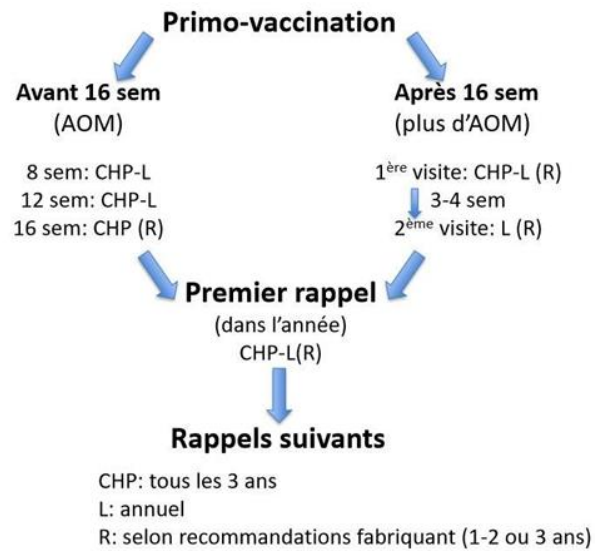 Primo-vaccination
Avant 16 sem
(AOM)
8 sem: CHP-L
12 sem: CHP-L
16 sem: CHP (R)
Après 16 sem
(plus d’AOM)
1ère visite: CHP-L (R)
3-4 sem
2ème visite: L (R)
Premier rappel
(dans l’année)
CHP-L(R)
Rappels suivants
CHP: tous les 3 ans
L: annuel
R: selon recommandations fabriquant (1-2 ou 3 ans)